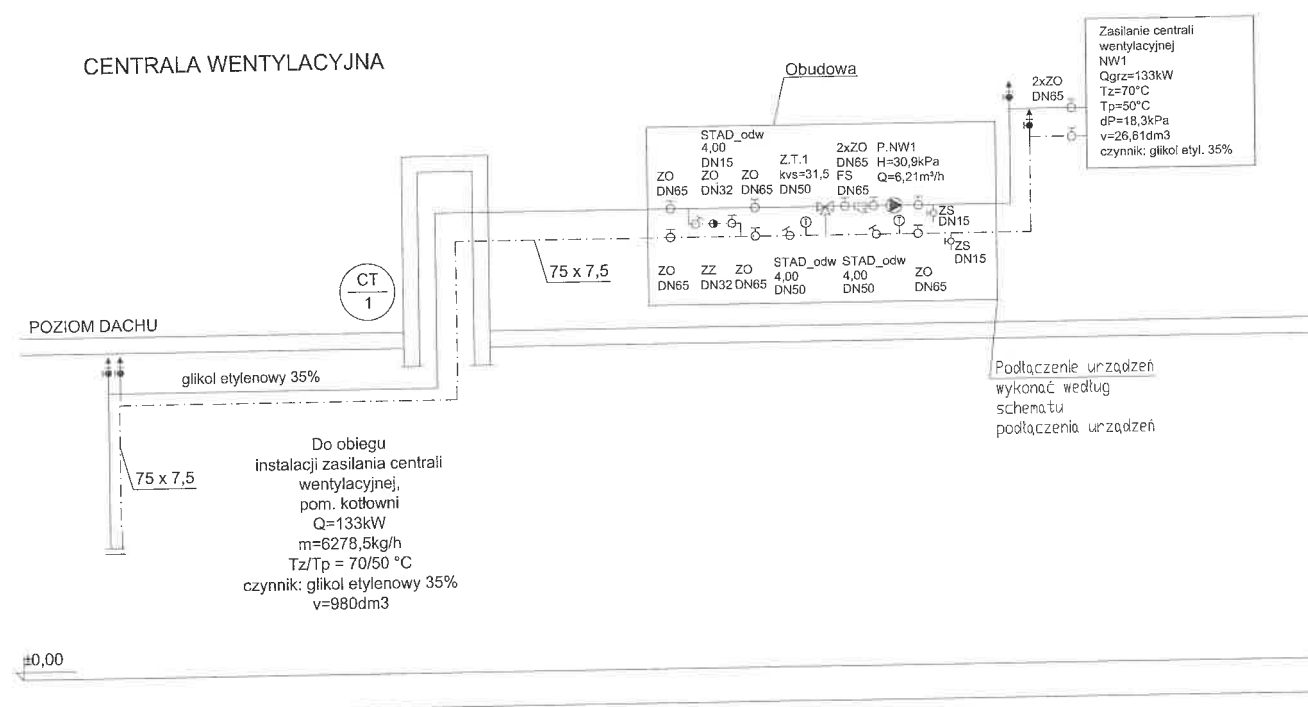 CENTRALA WENTYLACYJNA
Obudowa
2xZO
DN65
Zasilanie centrali
wentylacyjnej
NW1
Qgrz=133kW
Tz=70°C
Tp=50°C
dP=18,3kPa
v=26,61dm3
czynnik: glikol etyl. 35%
STAD_odw
4,00
DN15
ZO
DN65
ZO
DN32
ZO
DN65
Z.T.1
kvs=31,5
DN50
2xZO
DN65
FS
DN65
P.NW1
H=30,9kPa
Q=6,21m³/h
ZS
DN15
ZS
DN15
ZO
DN65
ZZ
DN32
ZO
DN65
STAD_odw
4,00
DN50
STAD_odw
4,00
DN50
ZO
DN65
75 x 7,5
CT
1
POZIOM DACHU
glikol etylenowy 35%
Podłączenie urządzeń
wykonać według
schematu
podłączenia urządzeń
75 x 7,5
Do obiegu
instalacji zasilania centrali
wentylacyjnej,
pom. kotłowni
Q=133kW
m=6278,5kg/h
Tz/Tp = 70/50 °C
czynnik: glikol etylenowy 35%
v=980dm3
±0,00